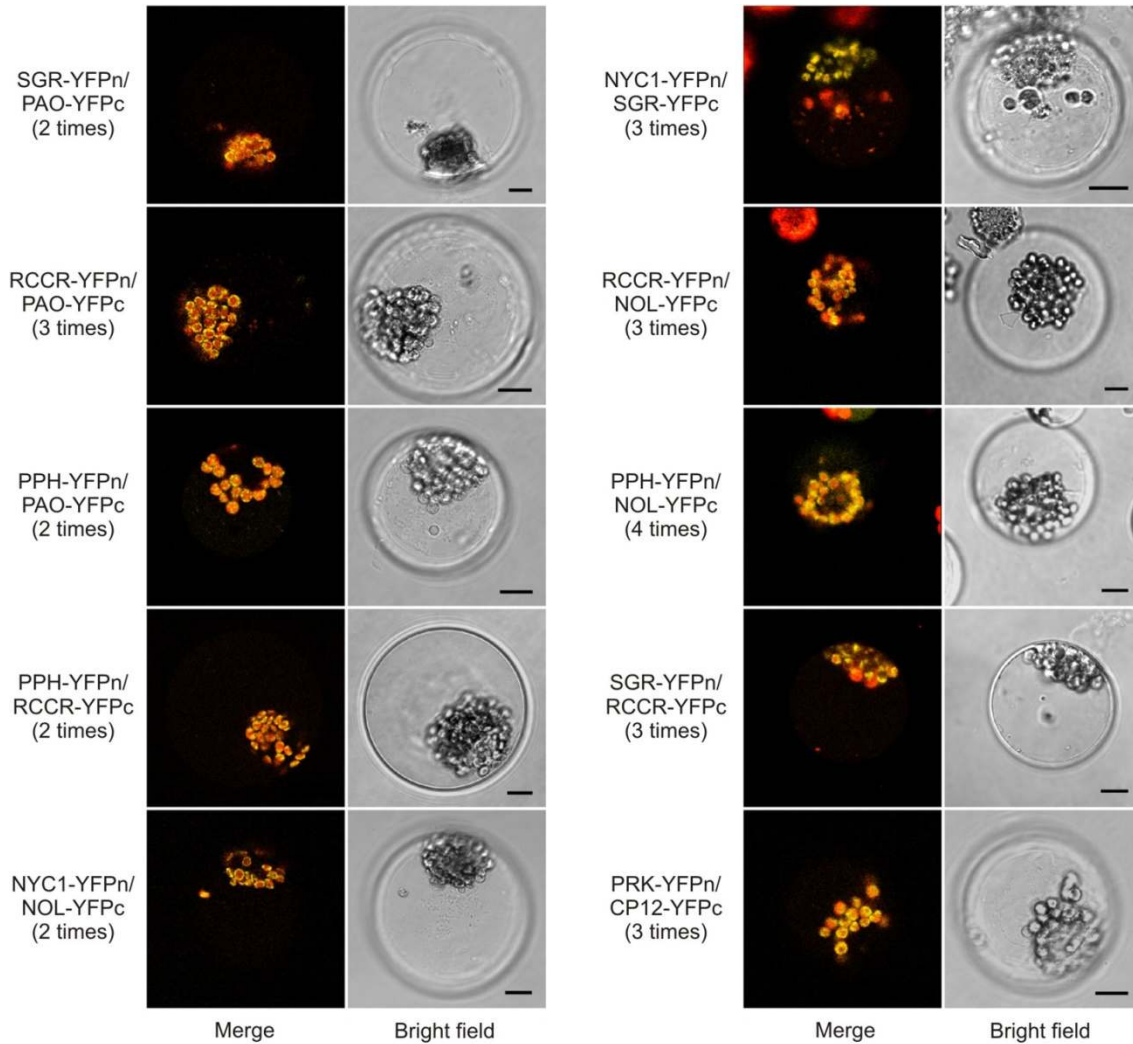 SGR-YFPn/
PAO-YFPc
(2 times)
RCCR-YFPn/
PAO-YFPc
(3 times)
PPH-YFPn/
PAO-YFPc
(2 times)
PPH-YFPn/
RCCR-YFPc
(2 times)
NYC1-YFPn/
NOL-YFPc
(2 times)
Merge
Bright field
NYC1-YFPn/
SGR-YFPc
(3 times)
RCCR-YFPn/
NOL-YFPc
(3 times)
PPH-YFPn/
NOL-YFPc
(4 times)
SGR-YFPn/
RCCR-YFPc
(3 times)
PRK-YFPn/
CP12-YFPc
(3 times)
Merge
Bright field